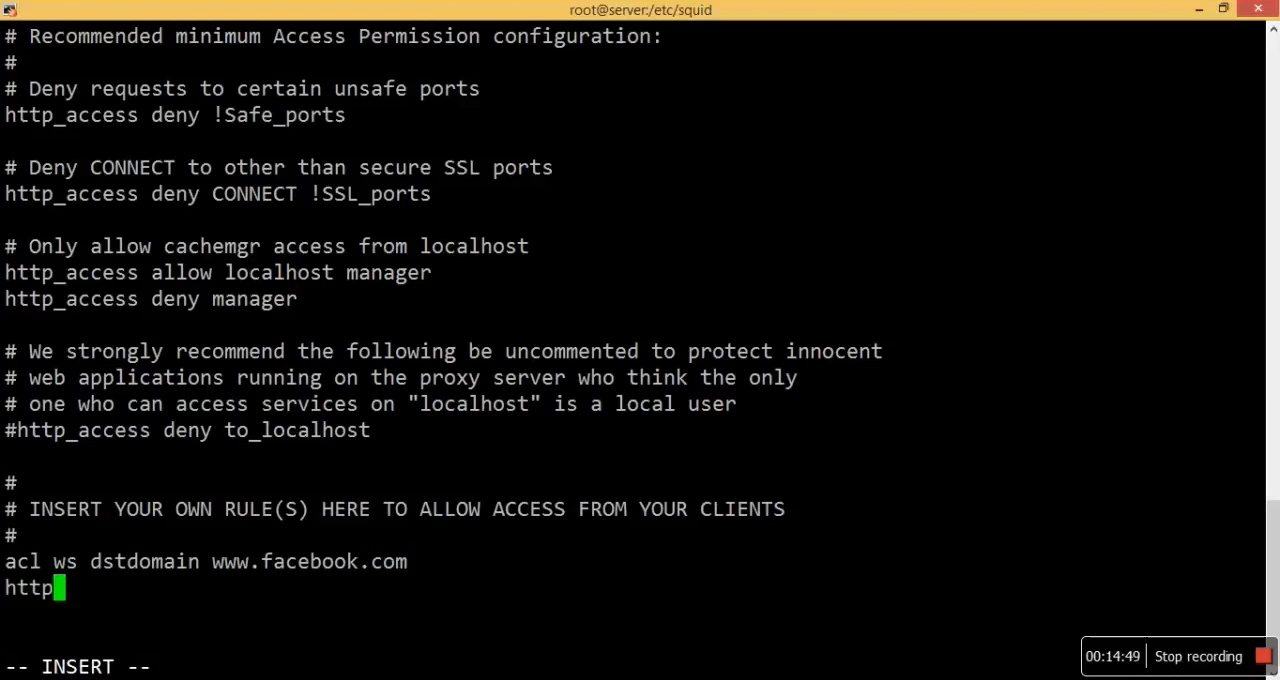 root@server:/etc/squid
# Recommended minimum Access Permission configuration:
#
# Deny requests to certain unsafe ports
http_access deny !Safe_ports
# Deny CONNECT to other than secure SSL ports
http_access deny CONNECT !SSL_ports
# Only allow cachemgr access from localhost
http_access allow localhost manager
http_access deny manager
# We strongly recommend the following be uncommented to protect innocent
# web applications running on the proxy server who think the only
# one who can access services on "localhost" is a local user
#http_access deny to_localhost
#
# INSERT YOUR OWN RULE(S) HERE TO ALLOW ACCESS FROM YOUR CLIENTS
#
acl ws dstdomain www.facebook.com
http
-- INSERT --
00:14:49 Stop recording